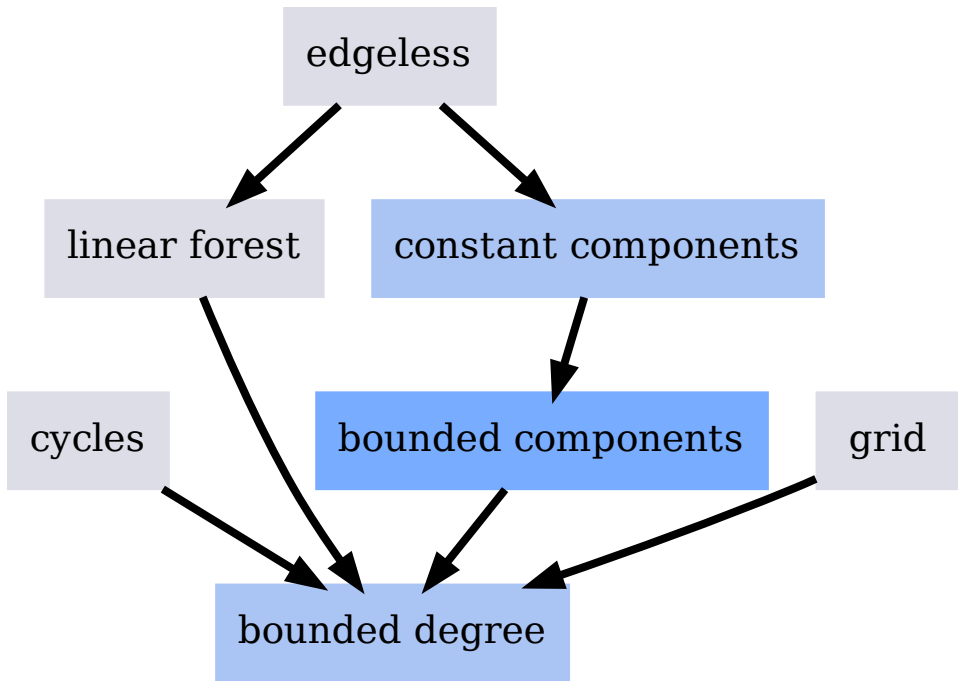 edgeless
linear forest
constant components
cycles
bounded components
grid
bounded degree